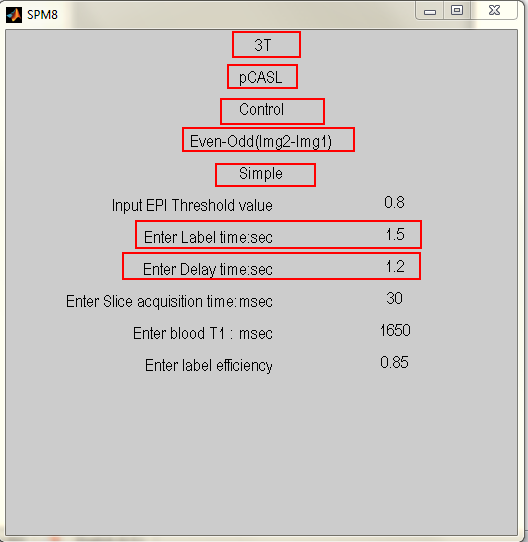 SPM8
3T
pCASL
Control
Even-Odd(Img2-Img1)
Simple
Input EPI Threshold value 0.8
Enter Label time:sec 1.5
Enter Delay time:sec 1.2
Enter Slice acquisition time:msec 30
Enter blood T1 : msec 1650
Enter label efficiency 0.85